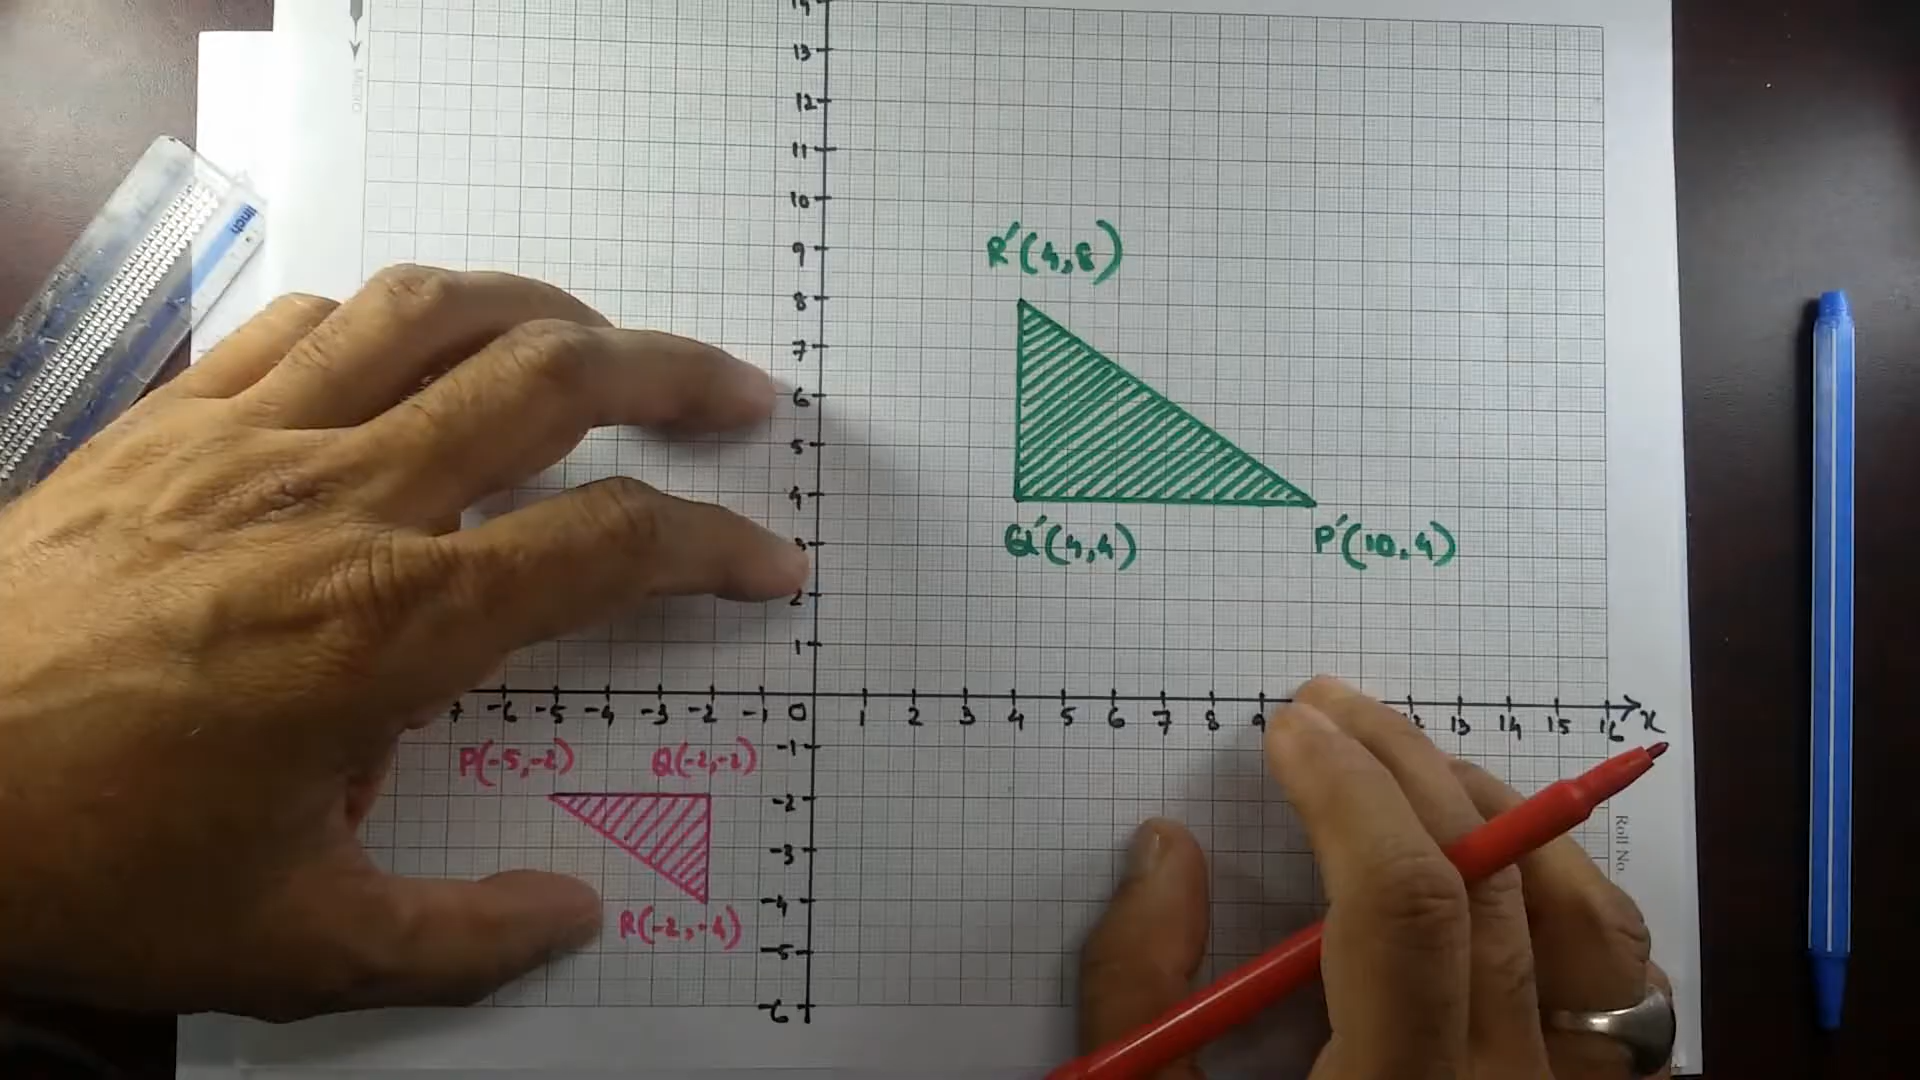 14
13
12
11
10
9
8
7
6
5
4
3
2
1
R′(4,8)
Q′(4,4)
P′(10,4)
7 -6 -5 -4 -3 -2 -1 0 1 2 3 4 5 6 7 8 9 12 13 14 15 16 x
-1
-2
-3
-4
-5
-6
P(-5,-2)
Q(-2,-2)
R(-2,-4)
Roll No.
Inch